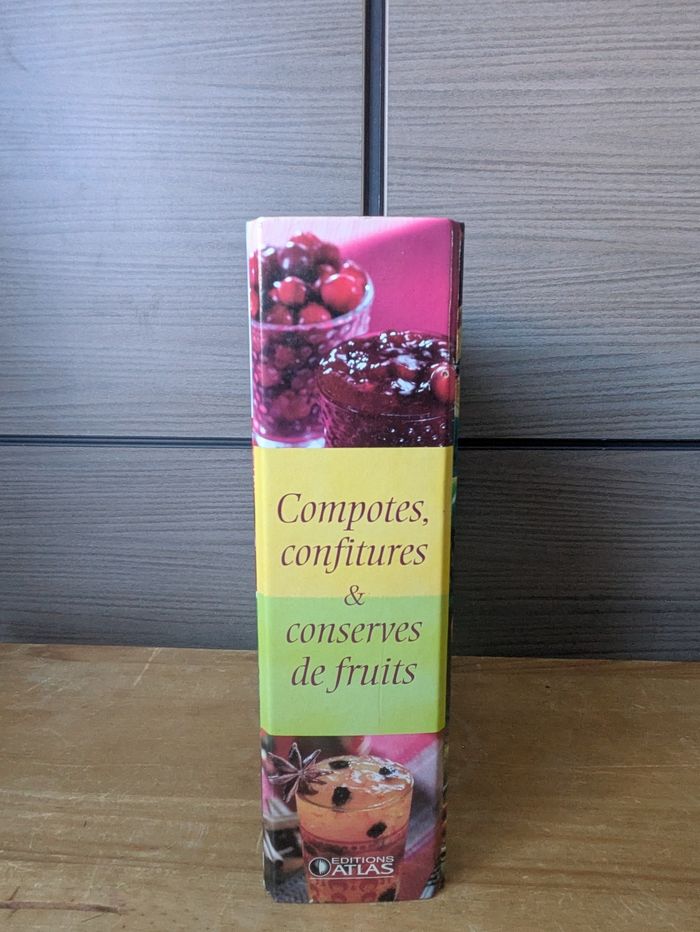 Compotes,
confitures
&
conserves
de fruits
EDITIONS
ATLAS